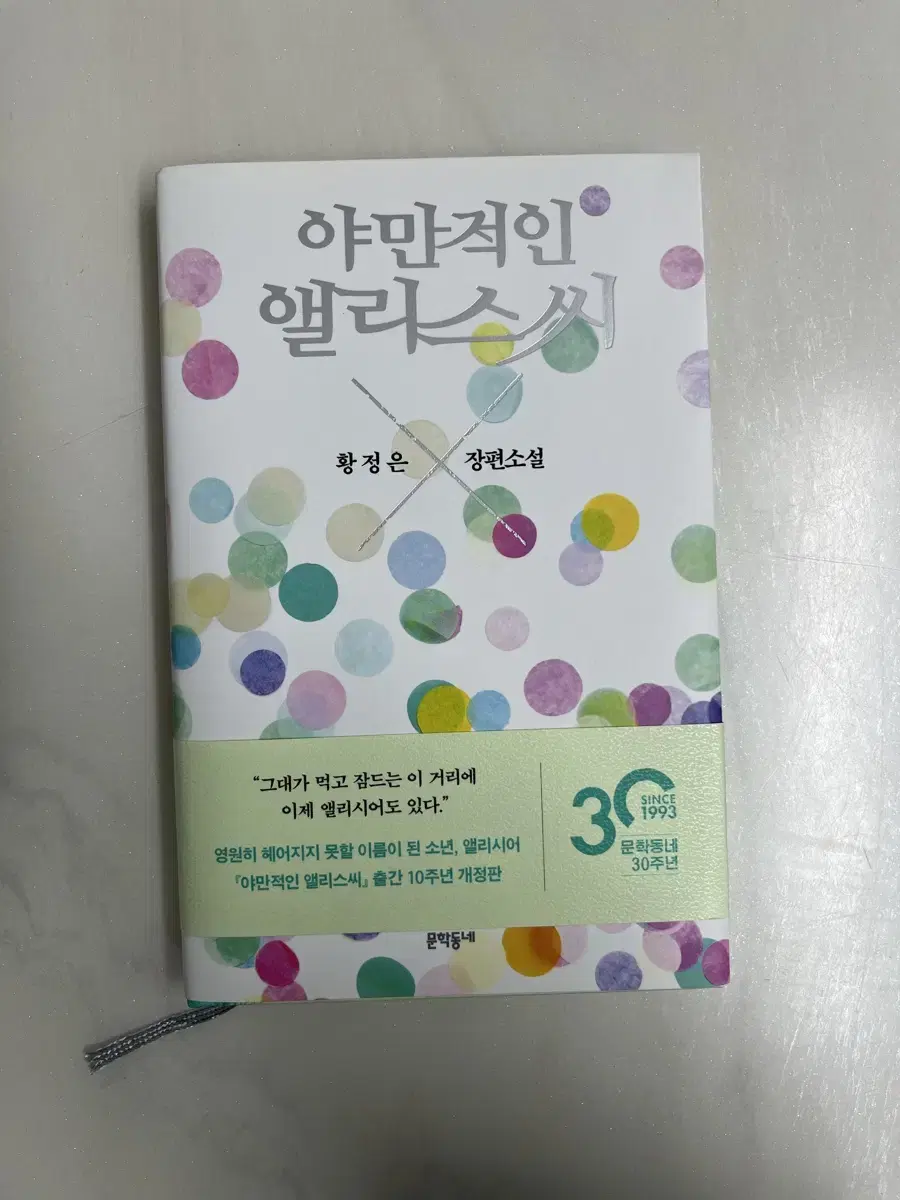 야만적인
앨리스씨
황정은 장편소설
“그대가 먹고 잠드는 이 거리에
이제 앨리시어도 있다.”
영원히 헤어지지 못할 이름이 된 소년, 앨리시어
『야만적인 앨리스씨』 출간 10주년 개정판
30
SINCE
1993
문학동네
30주년
문학동네